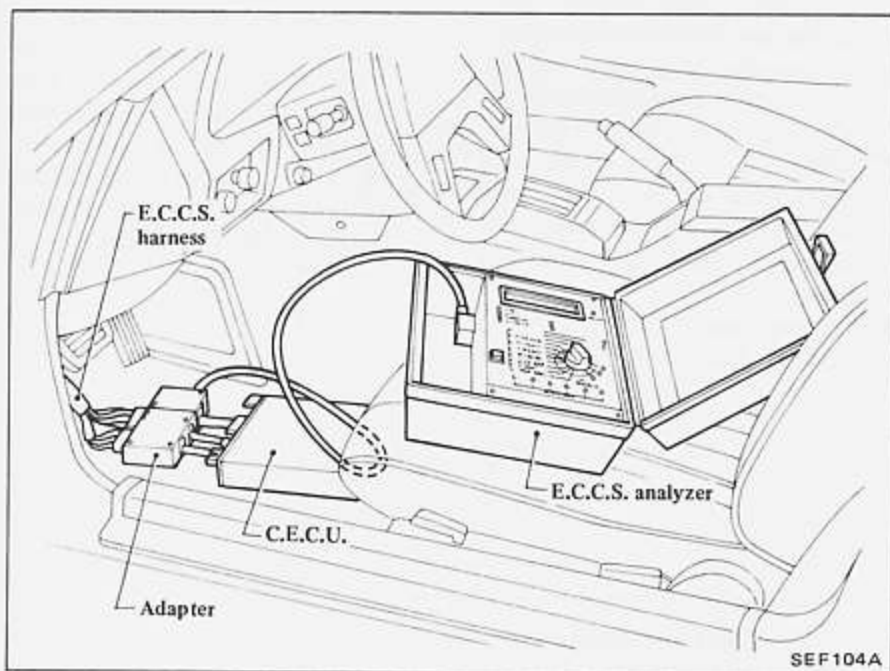 E.C.C.S.
harness
E.C.C.S. analyzer
C.E.C.U.
Adapter
SEF104A